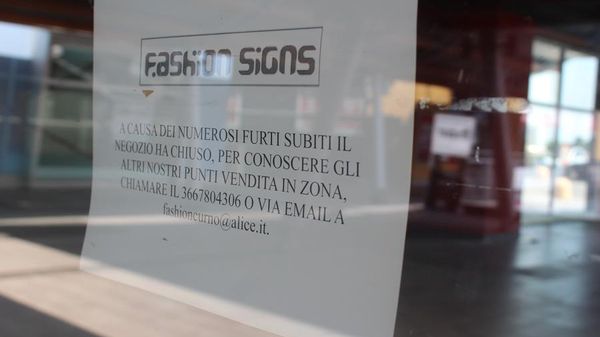 FASHION SIGNS
A CAUSA DEI NUMEROSI FURTI SUBITI IL
NEGOZIO HA CHIUSO, PER CONOSCERE GLI
ALTRI NOSTRI PUNTI VENDITA IN ZONA,
CHIAMARE IL 3667804306 O VIA EMAIL A
fashioncurno@alice.it.